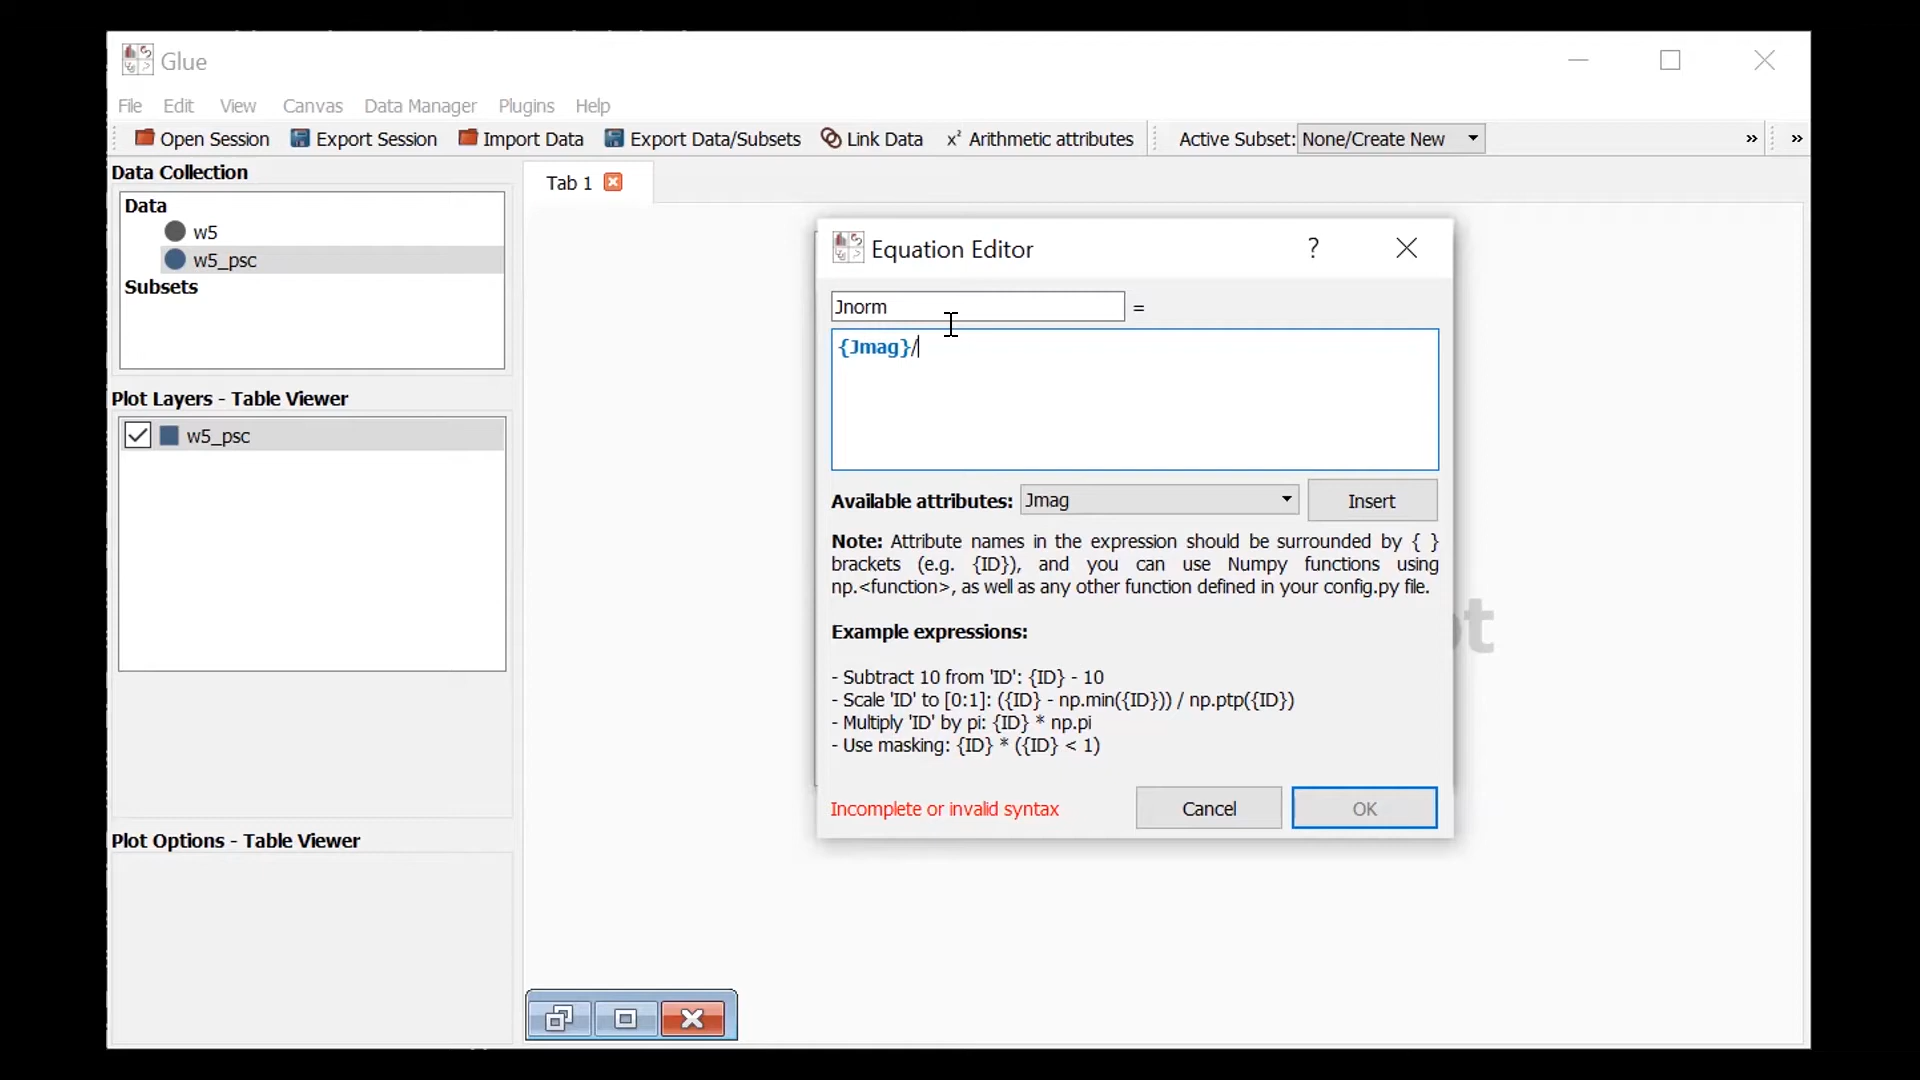 Glue
File Edit View Canvas Data Manager Plugins Help
Open Session Export Session Import Data Export Data/Subsets Link Data x² Arithmetic attributes Active Subset: None/Create New » »
Data Collection
Data
w5
w5_psc
Subsets
Plot Layers - Table Viewer
w5_psc
Plot Options - Table Viewer
Tab 1
Equation Editor ?
Jnorm =
{Jmag}/
Available attributes: Jmag Insert
Note: Attribute names in the expression should be surrounded by { }
brackets (e.g. {ID}), and you can use Numpy functions using
np.<function>, as well as any other function defined in your config.py file.
Example expressions:
- Subtract 10 from 'ID': {ID} - 10
- Scale 'ID' to [0:1]: ({ID} - np.min({ID})) / np.ptp({ID})
- Multiply 'ID' by pi: {ID} * np.pi
- Use masking: {ID} * ({ID} < 1)
Incomplete or invalid syntax Cancel OK